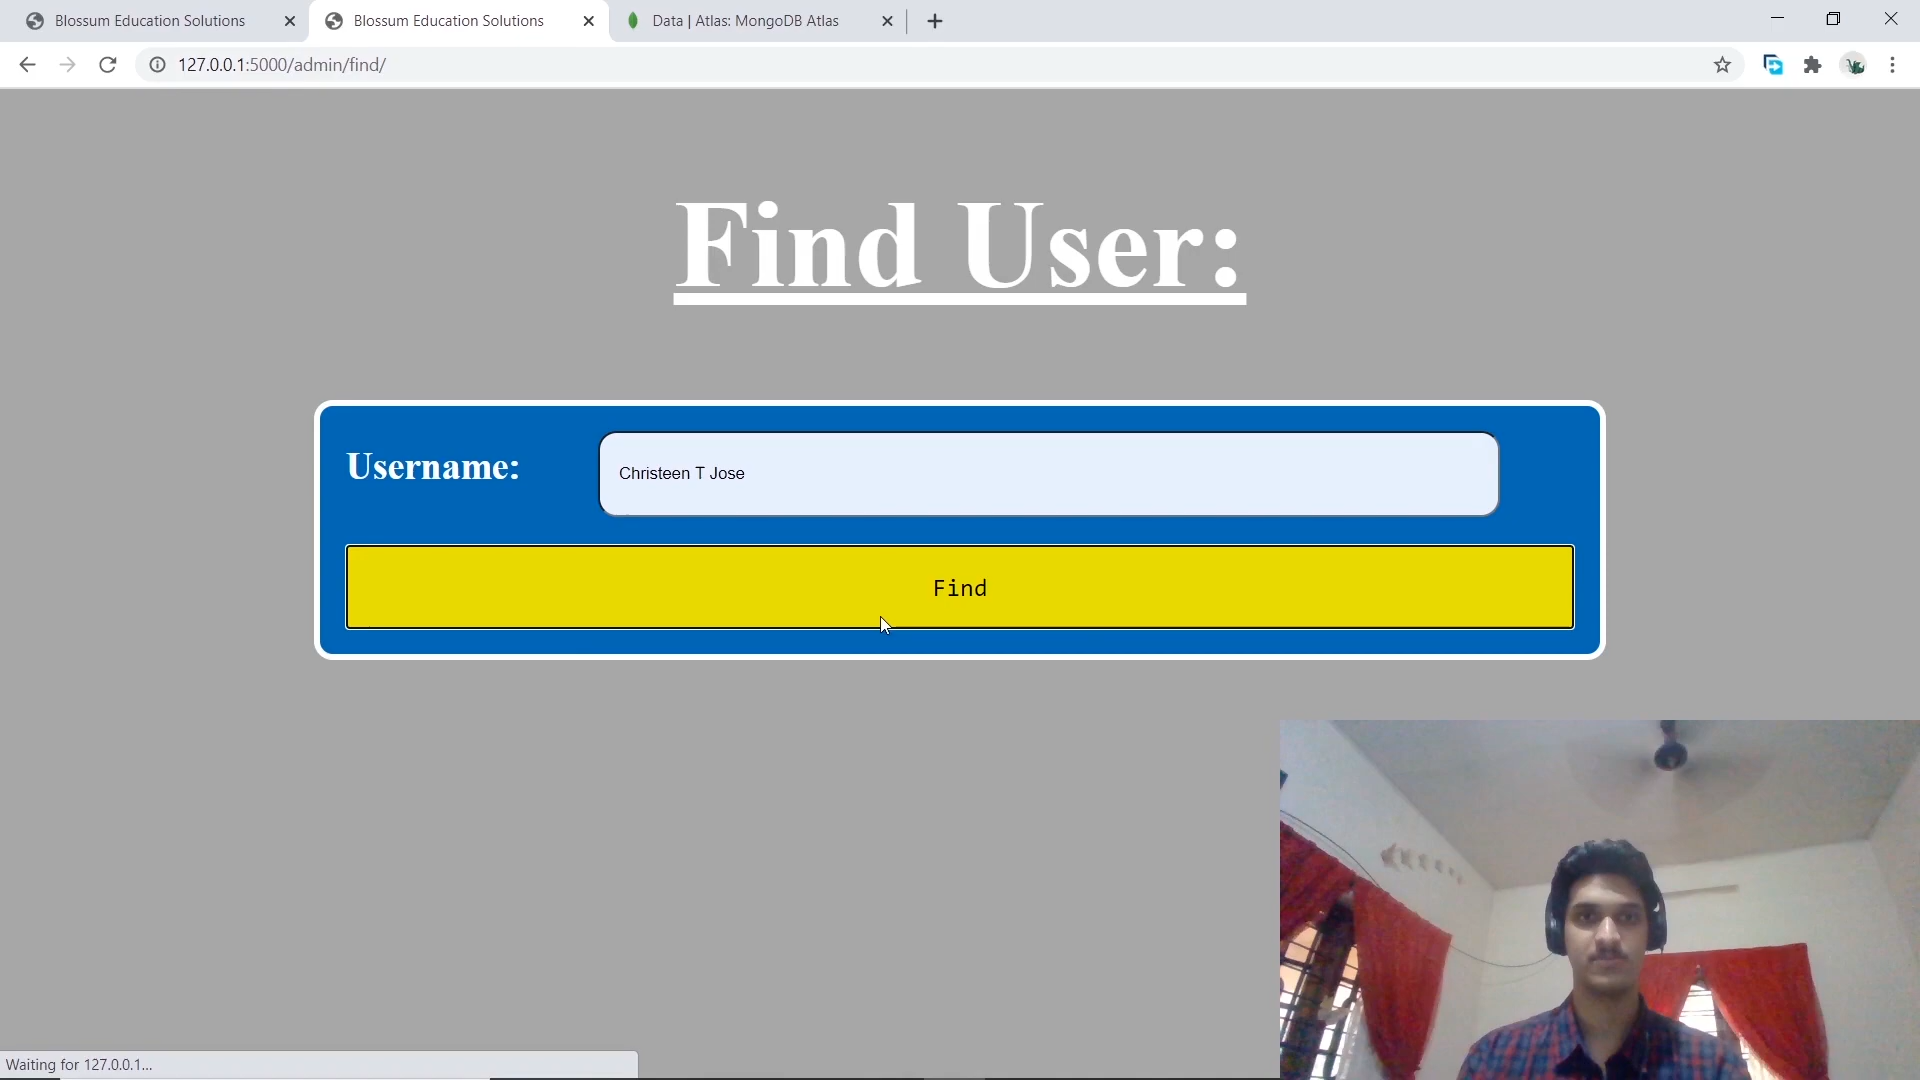 Blossum Education Solutions
Blossum Education Solutions
Data | Atlas: MongoDB Atlas
127.0.0.1:5000/admin/find/
Find User:
Username:
Christeen T Jose
Find
Waiting for 127.0.0.1...